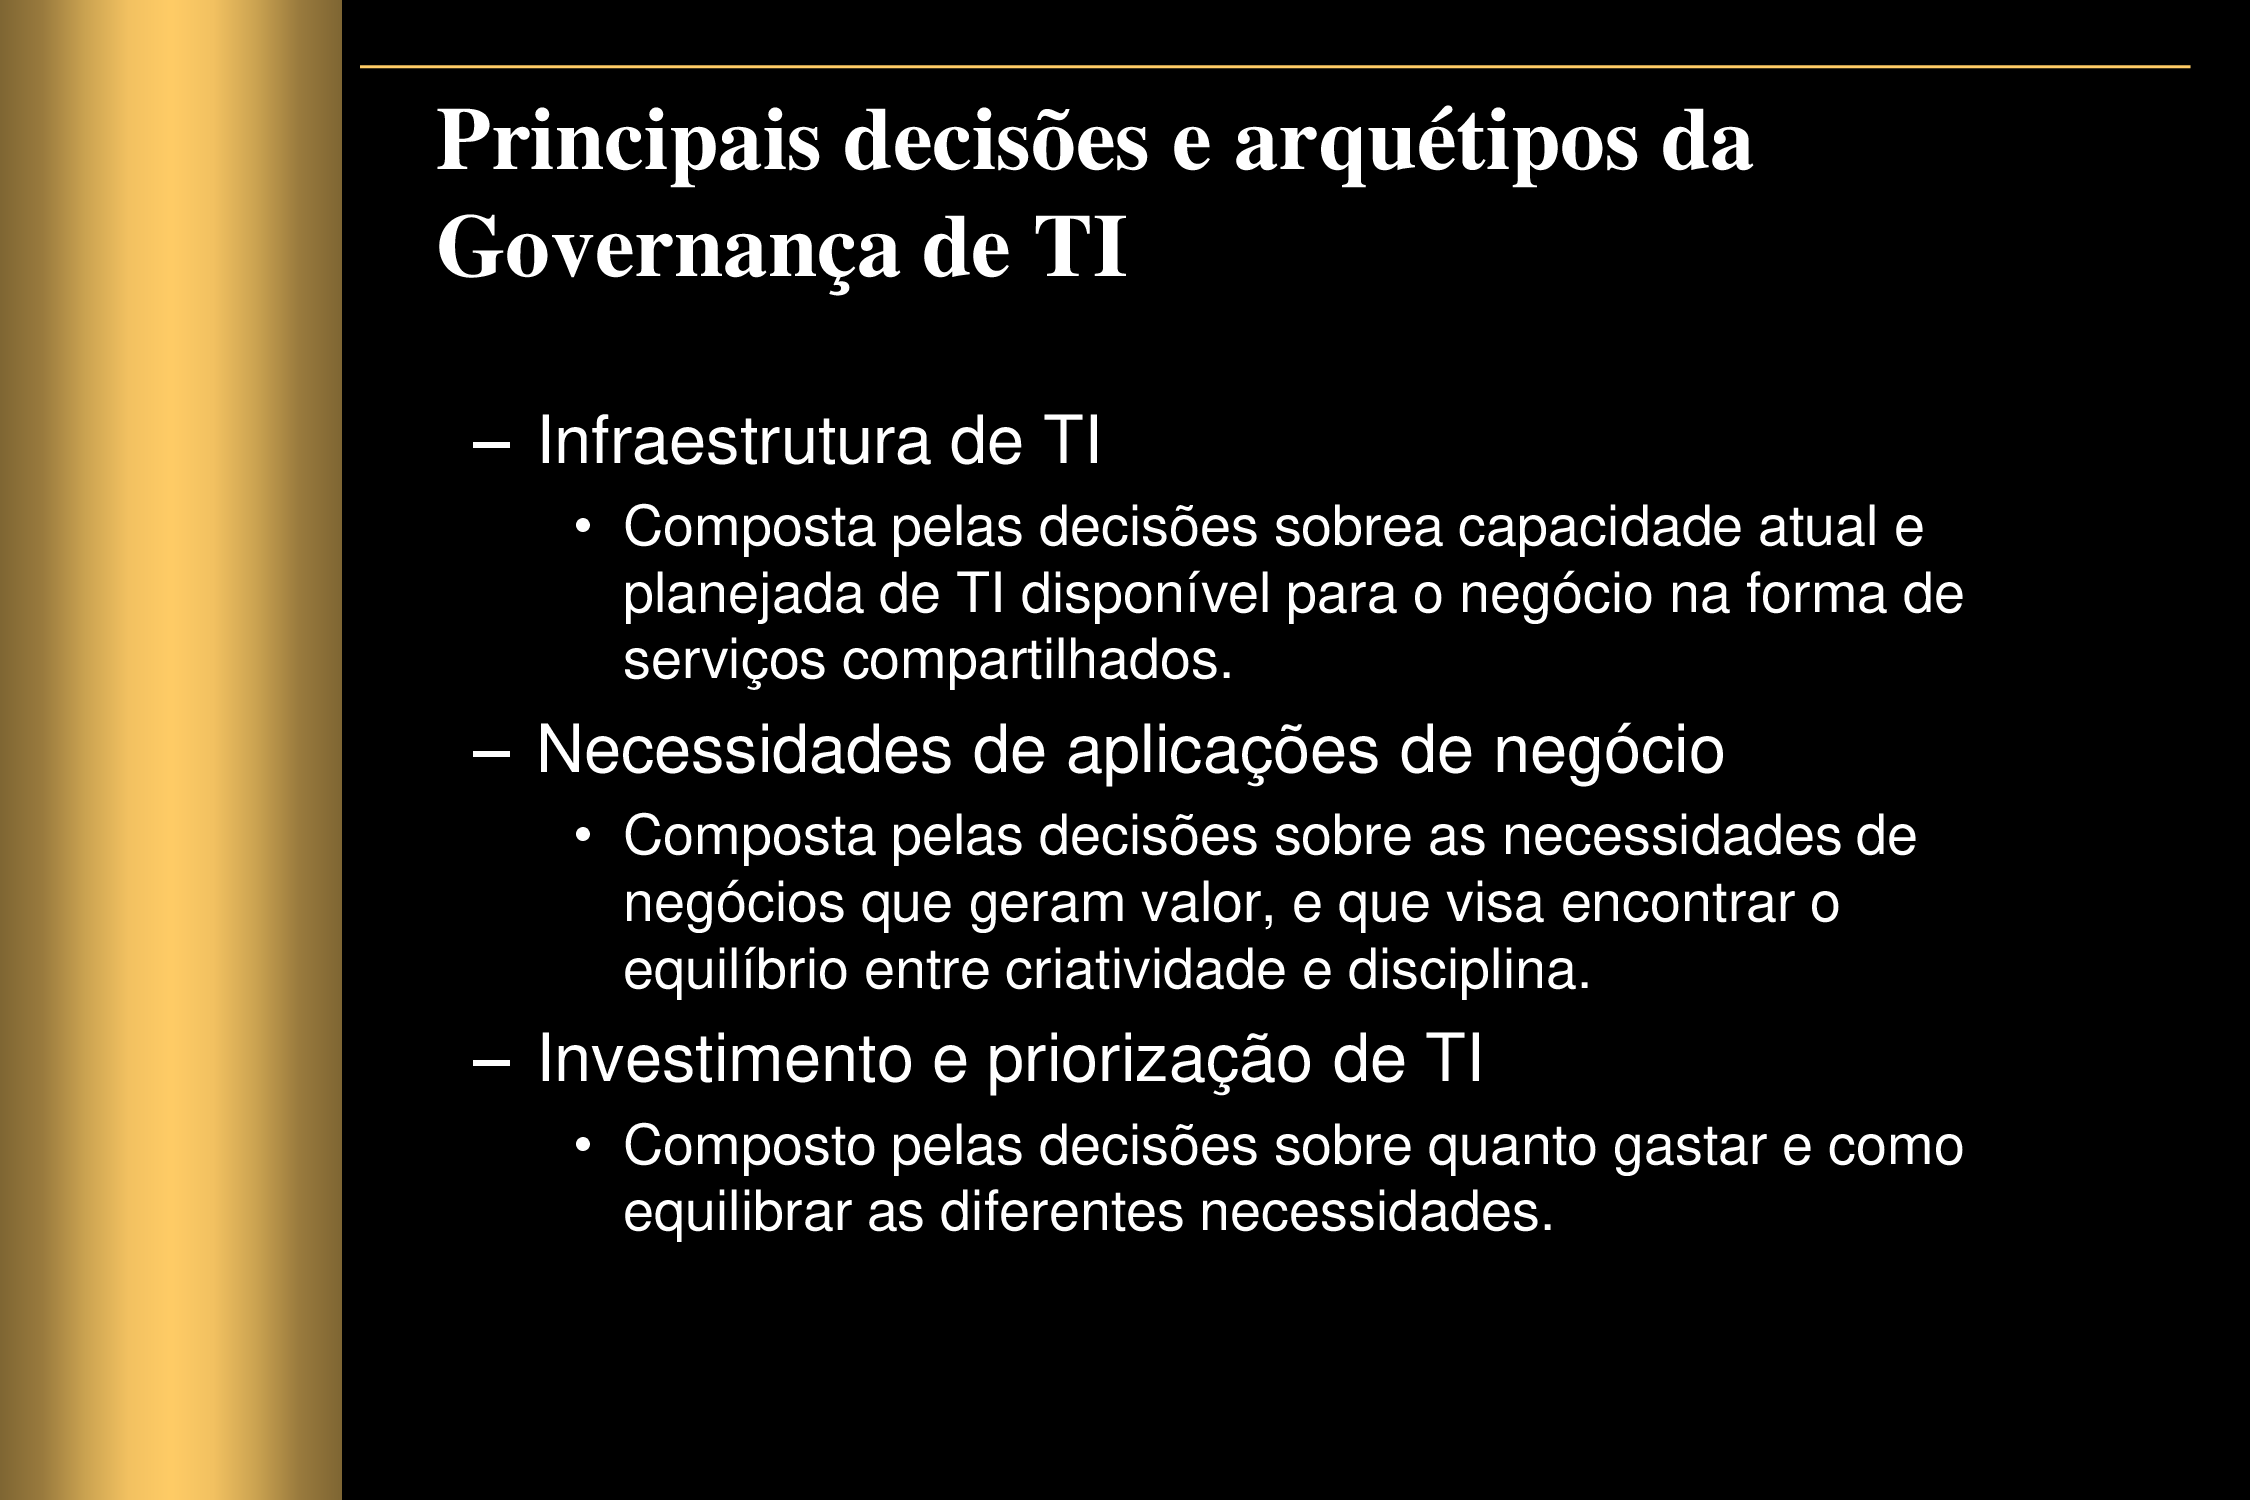 Principais decisões e arquétipos da
Governança de TI
– Infraestrutura de TI
• Composta pelas decisões sobrea capacidade atual e
planejada de TI disponível para o negócio na forma de
serviços compartilhados.
– Necessidades de aplicações de negócio
• Composta pelas decisões sobre as necessidades de
negócios que geram valor, e que visa encontrar o
equilíbrio entre criatividade e disciplina.
– Investimento e priorização de TI
• Composto pelas decisões sobre quanto gastar e como
equilibrar as diferentes necessidades.